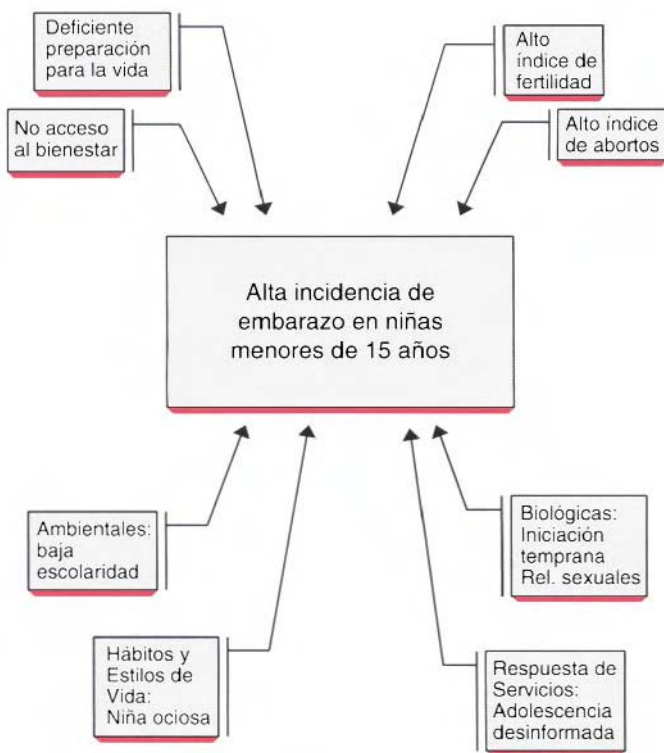 Deficiente
preparación
para la vida
Alto
índice de
fertilidad
No acceso
al bienestar
Alto índice
de abortos
Alta incidencia de
embarazo en niñas
menores de 15 años
Ambientales:
baja
escolaridad
Biológicas:
Iniciación
temprana
Rel. sexuales
Hábitos y
Estilos de
Vida:
Niña ociosa
Respuesta de
Servicios:
Adolescencia
desinformada